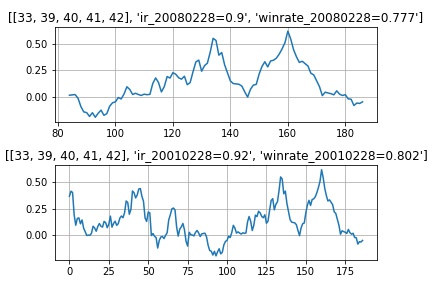 [[33, 39, 40, 41, 42], 'ir_20080228=0.9', 'winrate_20080228=0.777']
0.50
0.25
0.00
80 100 120 140 160 180
[[33, 39, 40, 41, 42], 'ir_20010228=0.92', 'winrate_20010228=0.802']
0.50
0.25
0.00
0 25 50 75 100 125 150 175